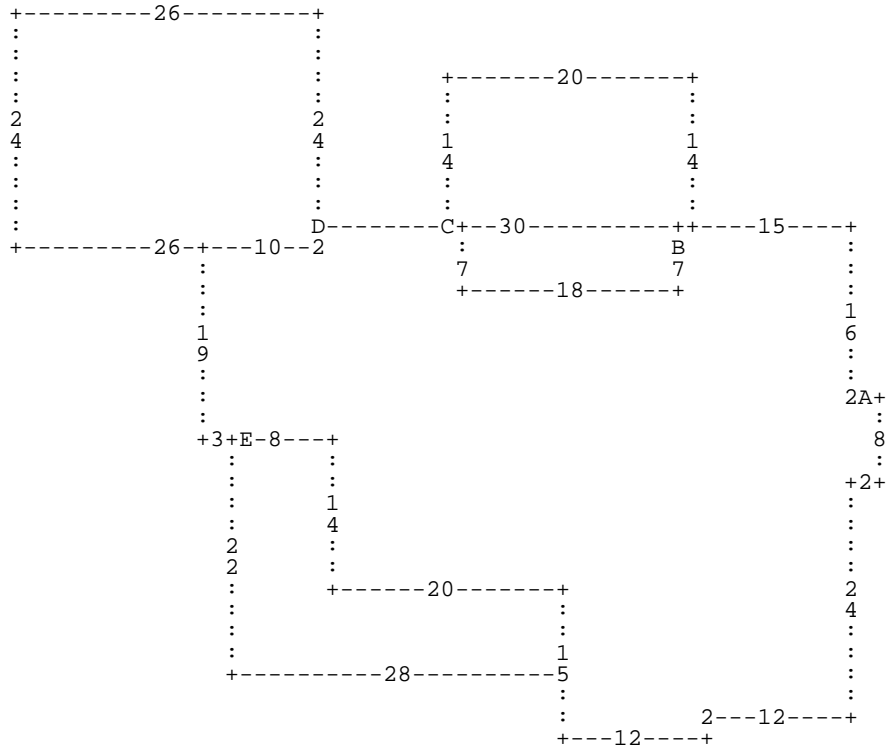 +---------26---------+
:                    :
:                    :
:                    :        +-------20-------+
:                    :        :                :
2                    2        :                :
4                    4        1                1
:                    :        4                4
:                    :        :                :
:                    :        :                :
:                    D--------C+--30----------++----15----+
+---------26-+---10--2         :              B           :
             :                 7              7           :
             :                 +------18------+           :
             :                                            1
             1                                            6
             9                                            :
             :                                            :
             :                                            2A+
             :                                              :
             +3+E-8---+                                     8
               :      :                                     :
               :      :                                   +2+
               :      1                                   :
               :      4                                   :
               2      :                                   :
               2      :                                   :
               :      +------20-------+                   2
               :                      :                   4
               :                      :                   :
               :                      1                   :
               +----------28----------5                   :
                                      :                   :
                                      :         2---12----+
                                      +---12----+